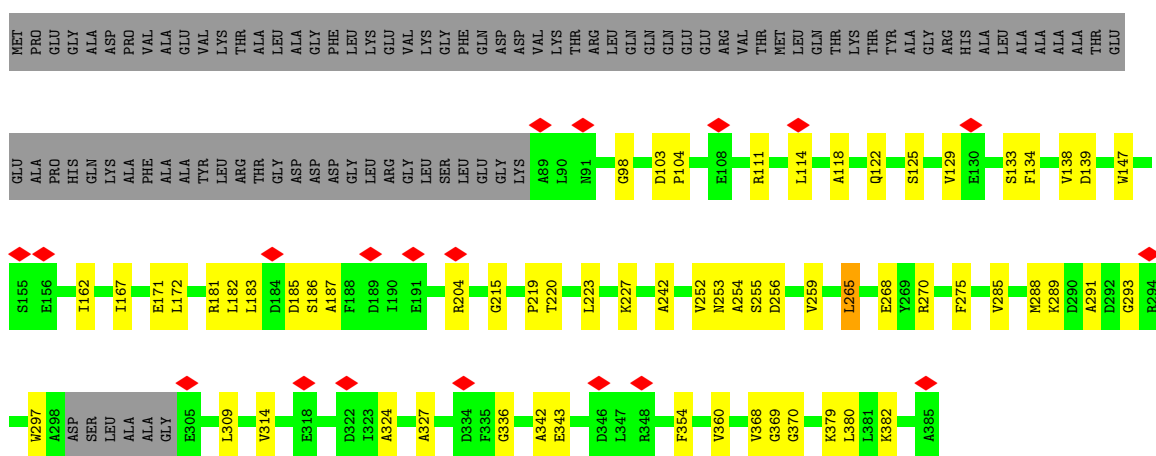 MET PRO GLU GLY ALA ASP PRO VAL ALA GLU VAL LYS THR ALA LEU ALA GLY PHE LEU LYS GLU VAL LYS GLY PHE GLN ASP ASP VAL LYS THR ARG LEU GLN GLN GLN GLU GLU ARG VAL THR MET LEU GLN THR LYS THR TYR ALA GLY ARG HIS ALA LEU ALA ALA ALA ALA THR GLU
GLU ALA PRO HIS GLN LYS ALA PHE ALA ALA TYR LEU ARG THR GLY ASP ASP ASP GLY LEU ARG GLY LEU SER LEU GLU GLY LYS A89 L90 N91 G98 D103 P104 E108 R111 L114 A118 Q122 S125 V129 E130 S133 F134 V138 D139 W147
S155 E156 I162 I167 E171 L172 R181 L182 L183 D184 D185 S186 A187 F188 D189 I190 E191 R204 G215 P219 T220 L223 K227 A242 V252 N253 A254 S255 D256 V259 L265 E268 Y269 R270 F275 V285 M288 K289 D290 A291 D292 G293 R294
W297 A298 ASP SER LEU ALA ALA GLY E305 L309 V314 E318 D322 I323 A324 A327 D334 F335 G336 A342 E343 D346 L347 R348 F354 V360 V368 G369 G370 K379 L380 L381 K382 A385